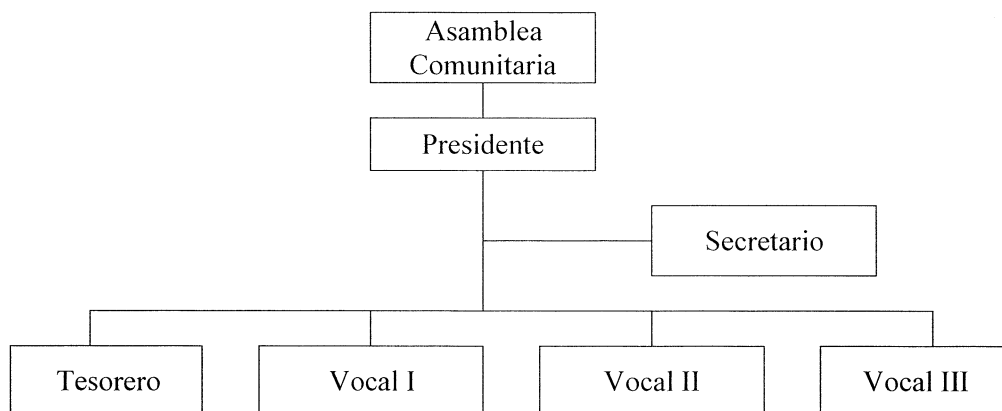 Asamblea
Comunitaria
Presidente
Secretario
Tesorero
Vocal I
Vocal II
Vocal III